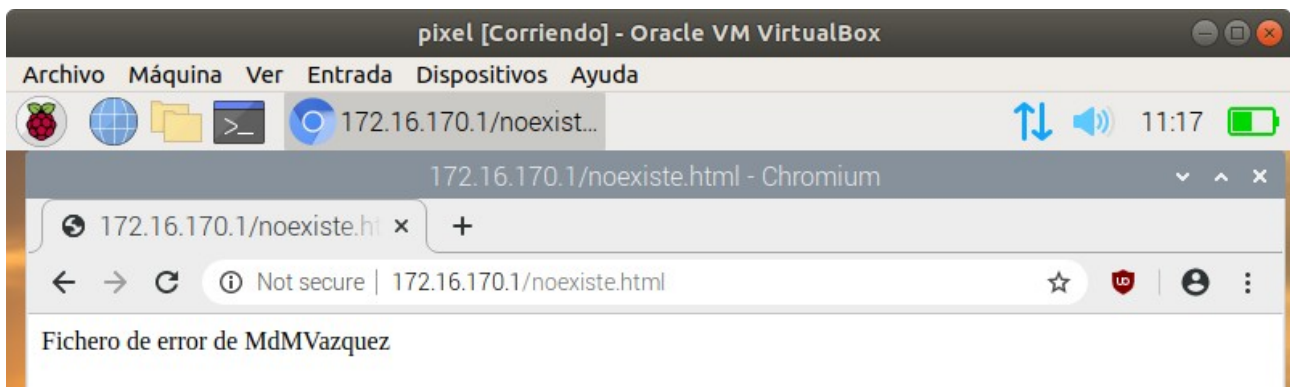 pixel [Corriendo] - Oracle VM VirtualBox
Archivo Máquina Ver Entrada Dispositivos Ayuda
>_ 172.16.170.1/noexist... 11:17
172.16.170.1/noexiste.html - Chromium
172.16.170.1/noexiste.ht
Not secure | 172.16.170.1/noexiste.html
Fichero de error de MdMVazquez